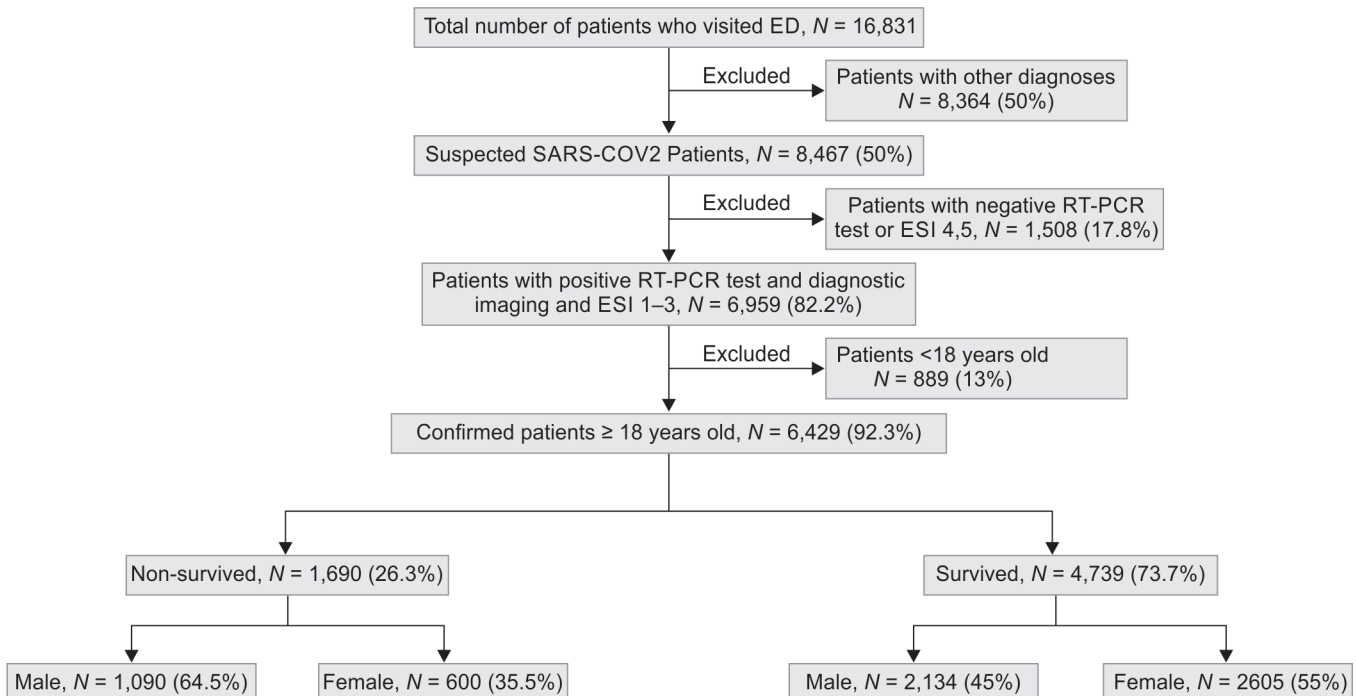 Total number of patients who visited ED, N = 16,831
Excluded
Patients with other diagnoses
N = 8,364 (50%)
Suspected SARS-COV2 Patients, N = 8,467 (50%)
Excluded
Patients with negative RT-PCR
test or ESI 4,5, N = 1,508 (17.8%)
Patients with positive RT-PCR test and diagnostic
imaging and ESI 1–3, N = 6,959 (82.2%)
Excluded
Patients <18 years old
N = 889 (13%)
Confirmed patients ≥ 18 years old, N = 6,429 (92.3%)
Non-survived, N = 1,690 (26.3%)
Survived, N = 4,739 (73.7%)
Male, N = 1,090 (64.5%)
Female, N = 600 (35.5%)
Male, N = 2,134 (45%)
Female, N = 2605 (55%)